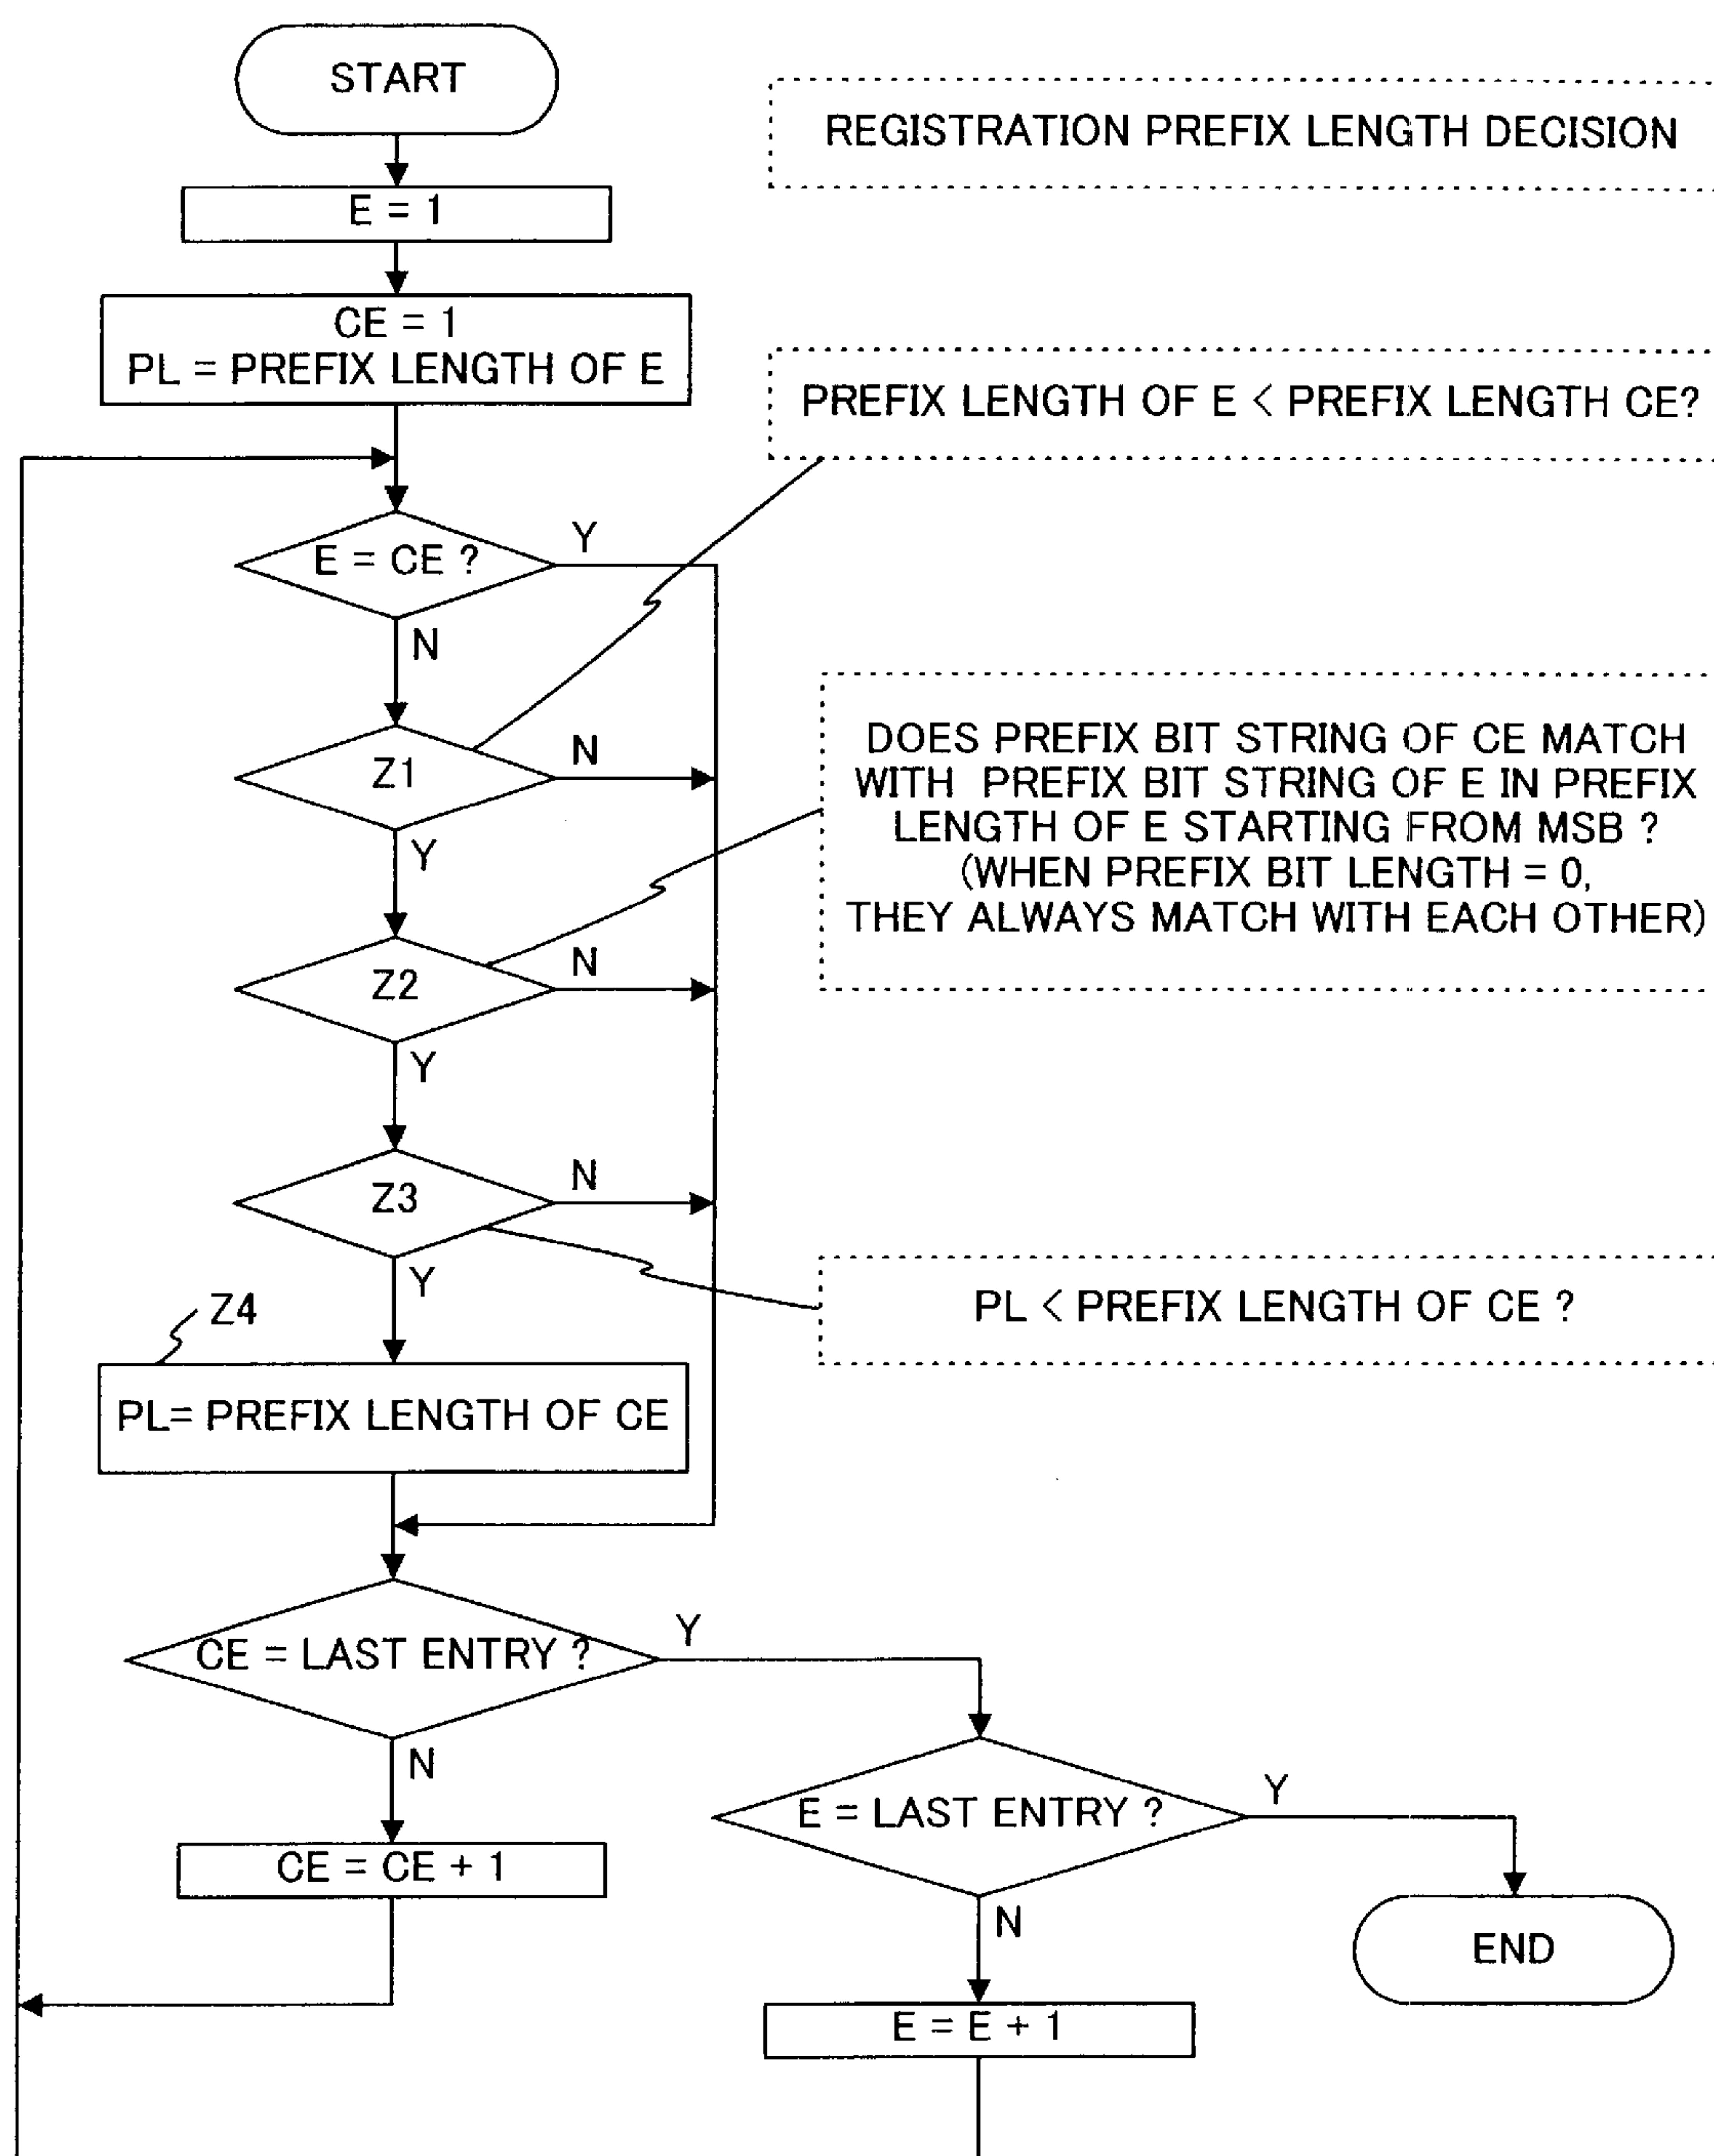 START
REGISTRATION PREFIX LENGTH DECISION
E = 1
CE = 1
PL = PREFIX LENGTH OF E
PREFIX LENGTH OF E < PREFIX LENGTH CE?
E = CE ?
Y
N
Z1
N
Y
DOES PREFIX BIT STRING OF CE MATCH
WITH PREFIX BIT STRING OF E IN PREFIX
LENGTH OF E STARTING FROM MSB ?
(WHEN PREFIX BIT LENGTH = 0,
THEY ALWAYS MATCH WITH EACH OTHER)
Z2
N
Y
Z3
N
Y
PL < PREFIX LENGTH OF CE ?
Z4
PL= PREFIX LENGTH OF CE
CE = LAST ENTRY ?
Y
N
E = LAST ENTRY ?
Y
CE = CE + 1
N
END
E = E + 1